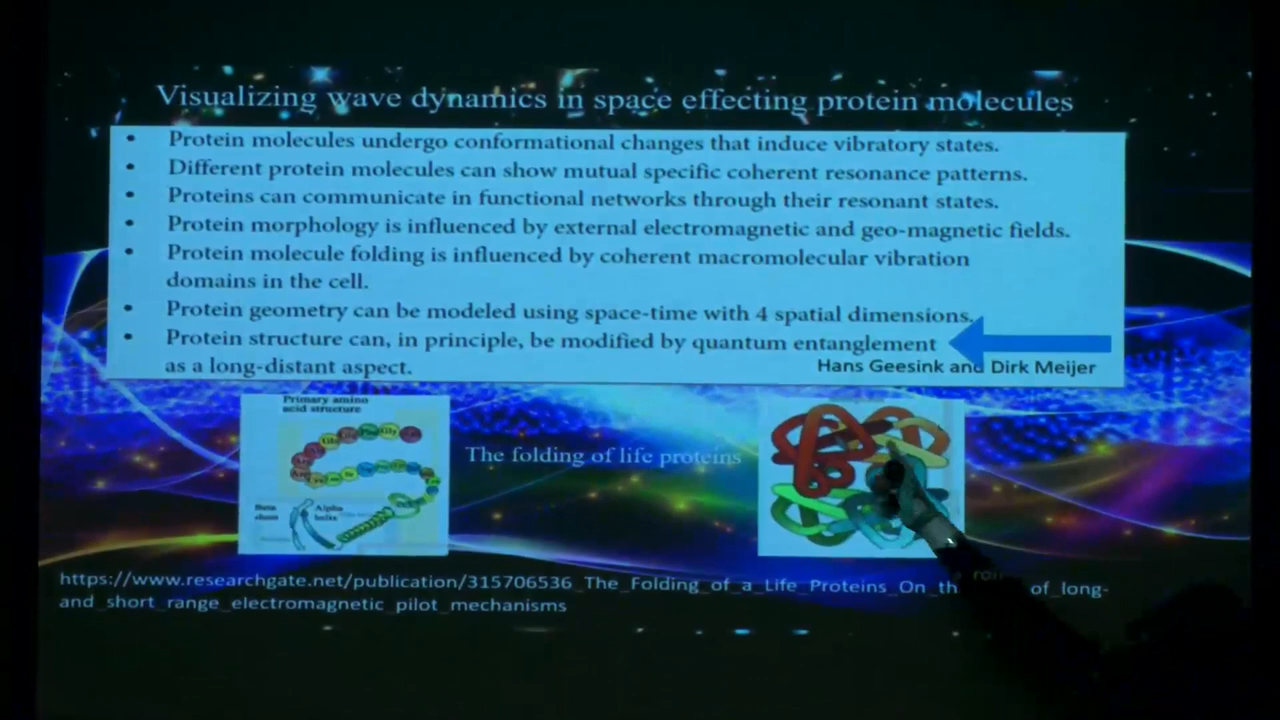 Visualizing wave dynamics in space effecting protein molecules
• Protein molecules undergo conformational changes that induce vibratory states.
• Different protein molecules can show mutual specific coherent resonance patterns.
• Proteins can communicate in functional networks through their resonant states.
• Protein morphology is influenced by external electromagnetic and geo-magnetic fields.
• Protein molecule folding is influenced by coherent macromolecular vibration
domains in the cell.
• Protein geometry can be modeled using space-time with 4 spatial dimensions.
• Protein structure can, in principle, be modified by quantum entanglement
as a long-distant aspect.
Hans Geesink and Dirk Meijer
Primary amino
acid structure
Gly
The folding of life proteins
Alpha
helix
https://www.researchgate.net/publication/315706536_The_Folding_of_a_Life_Proteins_On_th of_long-
and_short_range_electromagnetic_pilot_mechanisms